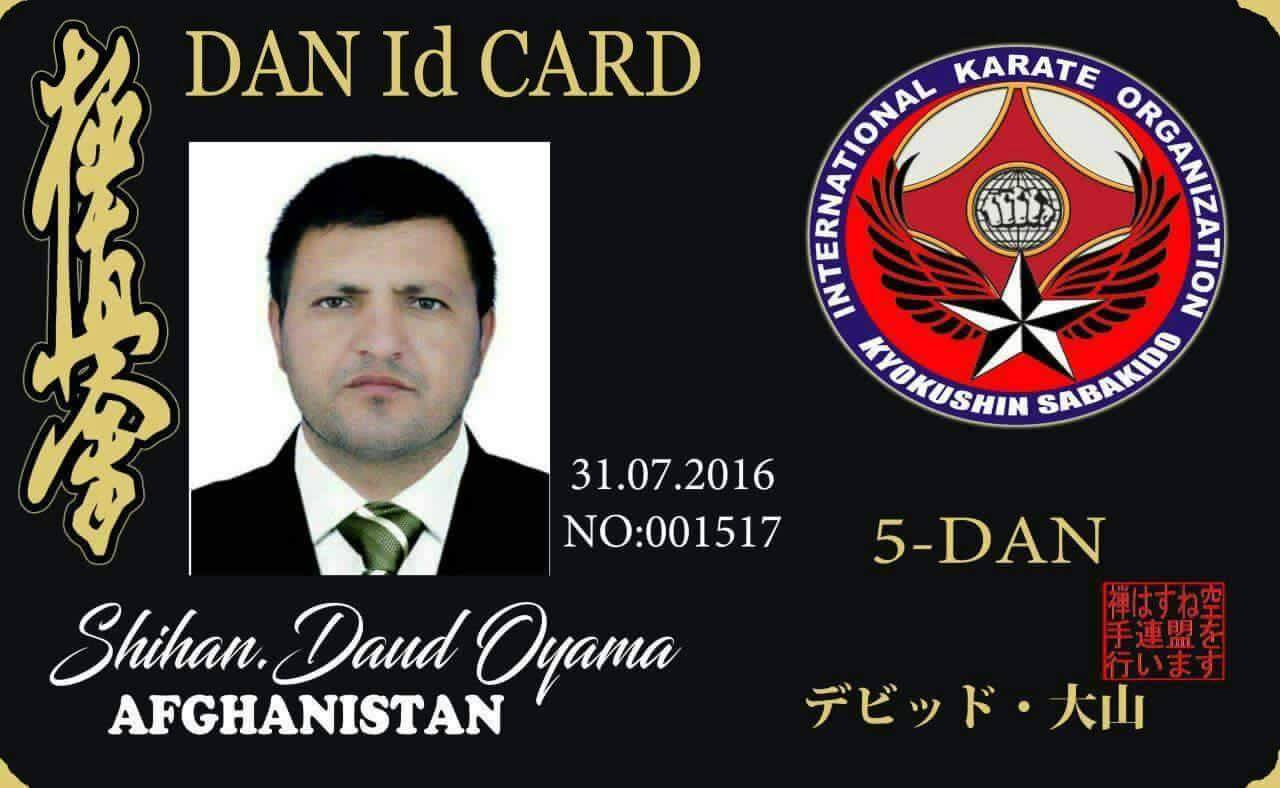 極真会
DAN Id CARD
INTERNATIONAL KARATE ORGANIZATION
KYOKUSHIN SABAKIDO
31.07.2016
NO:001517
5-DAN
Shihan. Daud Oyama
AFGHANISTAN
禅はすね空
手連盟を
行います
デビッド・大山